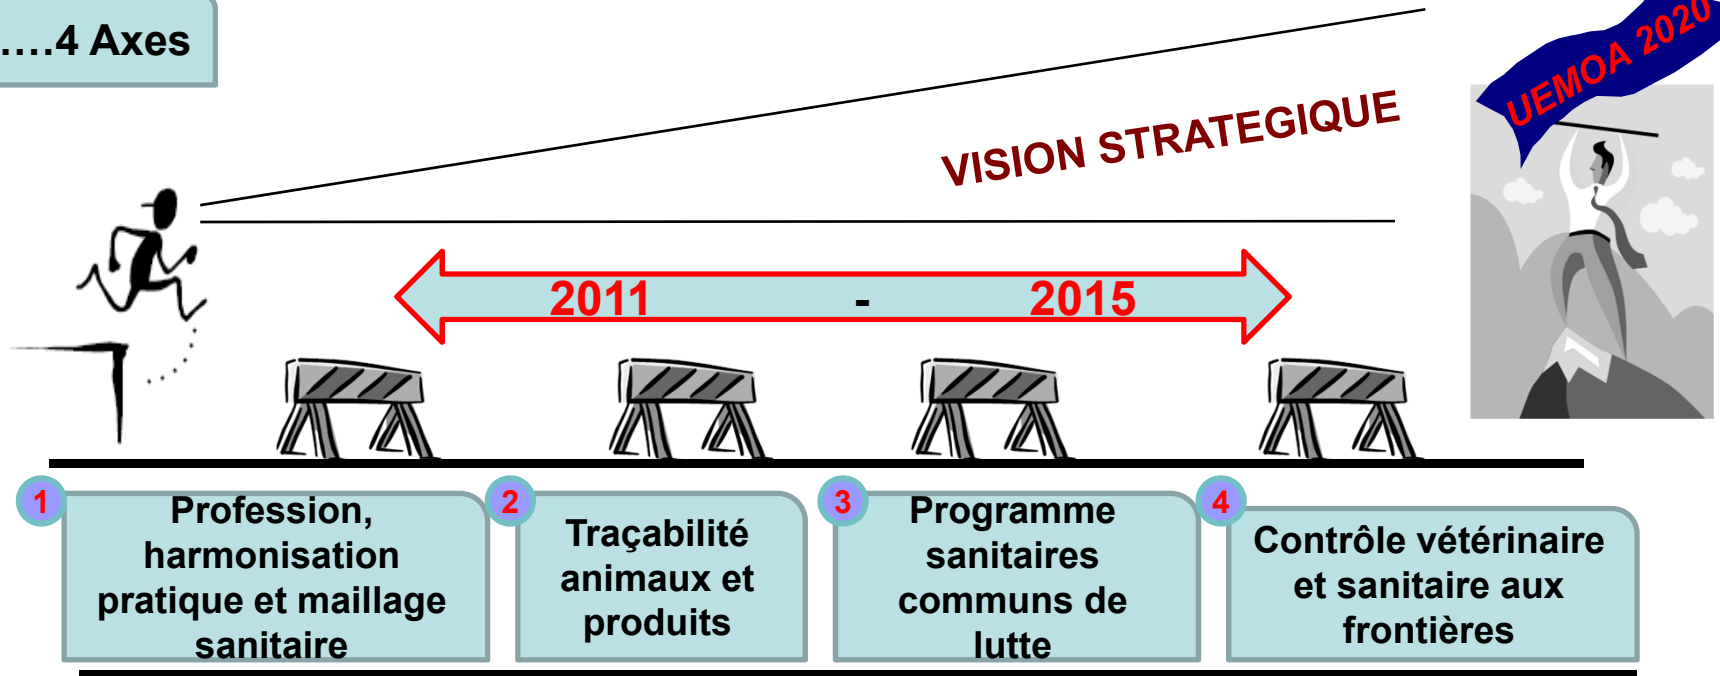 ....4 Axes
UEMOA 2020
VISION STRATEGIQUE
2011 - 2015
1
Profession,
harmonisation
pratique et maillage
sanitaire
2
Traçabilité
animaux et
produits
3
Programme
sanitaires
communs de
lutte
4
Contrôle vétérinaire
et sanitaire aux
frontières